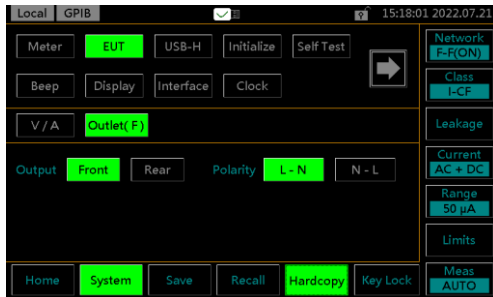 Local GPIB 15:18:01 2022.07.21
Meter EUT USB-H Initialize Self Test
Beep Display Interface Clock
V / A Outlet( F )
Output Front Rear Polarity L - N N - L
Home System Save Recall Hardcopy Key Lock
Network
F-F(ON)
Class
I-CF
Leakage
Current
AC + DC
Range
50 µA
Limits
Meas
AUTO